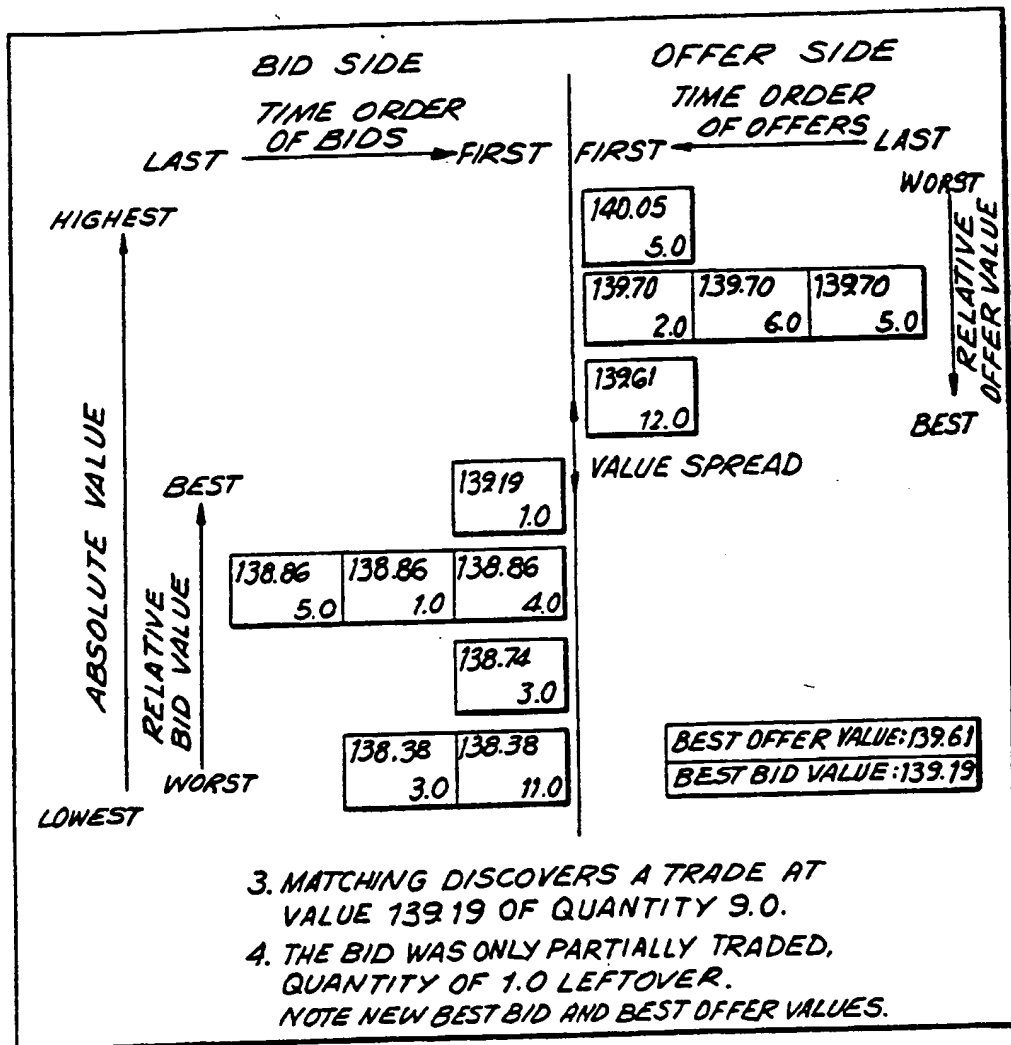 BID SIDE
OFFER SIDE
TIME ORDER
OF BIDS
TIME ORDER
OF OFFERS
LAST
FIRST
FIRST
LAST
HIGHEST
WORST
140.05
5.0
139.70
2.0
139.70
6.0
13970
5.0
RELATIVE
OFFER VALUE
13961
12.0
BEST
VALUE SPREAD
ABSOLUTE VALUE
BEST
13919
1.0
RELATIVE
BID VALUE
138.86
5.0
138.86
1.0
138.86
4.0
138.74
3.0
138.38
3.0
138.38
11.0
WORST
LOWEST
BEST OFFER VALUE:139.61
BEST BID VALUE:139.19
3. MATCHING DISCOVERS A TRADE AT
VALUE 139.19 OF QUANTITY 9.0.
4. THE BID WAS ONLY PARTIALLY TRADED,
QUANTITY OF 1.0 LEFTOVER.
NOTE NEW BEST BID AND BEST OFFER VALUES.